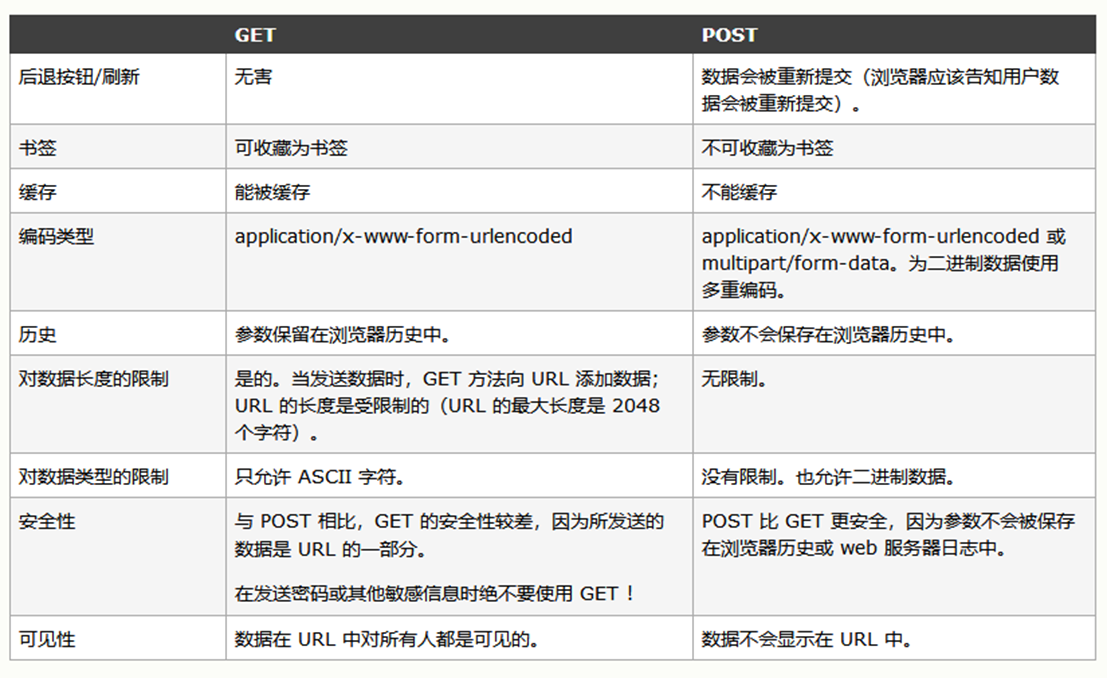 GET POST
后退按钮/刷新 无害 数据会被重新提交（浏览器应该告知用户数
据会被重新提交）。
书签 可收藏为书签 不可收藏为书签
缓存 能被缓存 不能缓存
编码类型 application/x-www-form-urlencoded application/x-www-form-urlencoded 或
multipart/form-data。为二进制数据使用
多重编码。
历史 参数保留在浏览器历史中。 参数不会保存在浏览器历史中。
对数据长度的限制 是的。当发送数据时，GET 方法向 URL 添加数据； 无限制。
URL 的长度是受限制的（URL 的最大长度是 2048
个字符）。
对数据类型的限制 只允许 ASCII 字符。 没有限制。也允许二进制数据。
安全性 与 POST 相比，GET 的安全性较差，因为所发送的 POST 比 GET 更安全，因为参数不会被保存
数据是 URL 的一部分。 在浏览器历史或 web 服务器日志中。
在发送密码或其他敏感信息时绝不要使用 GET ！
可见性 数据在 URL 中对所有人都是可见的。 数据不会显示在 URL 中。